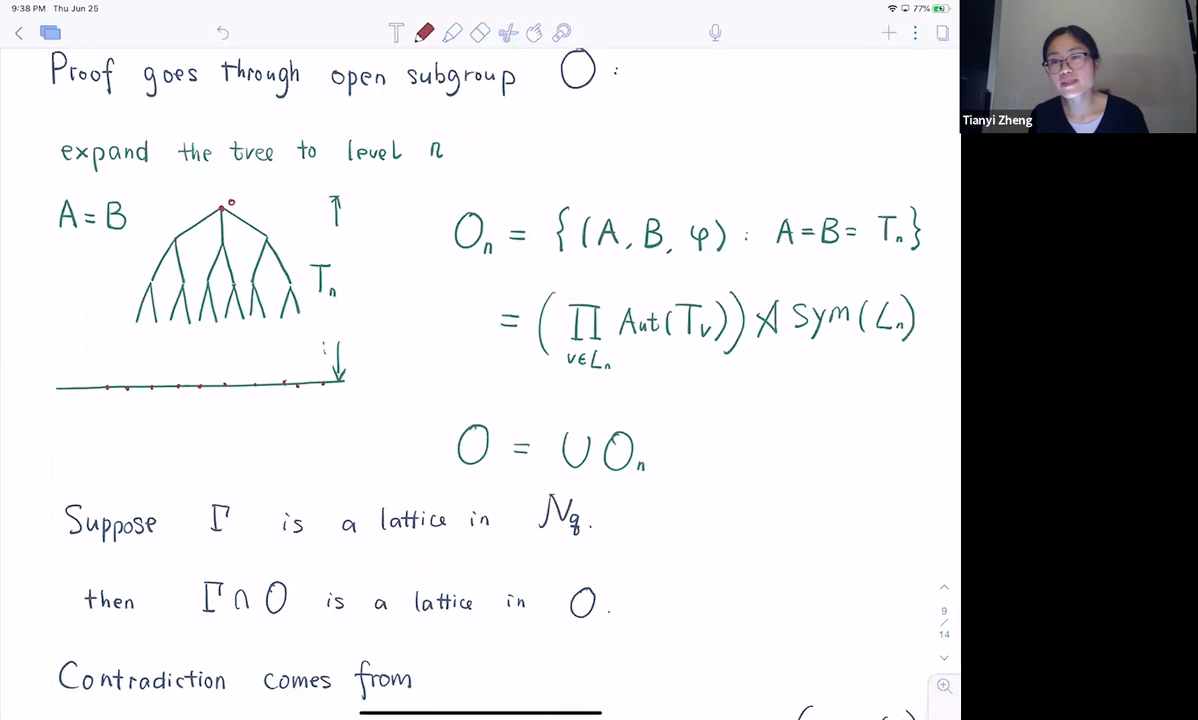 9:38 PM Thu Jun 25
77%
Proof goes through open subgroup O :
expand the tree to level n
A = B
o
T_n
O_n = { (A, B, φ) : A = B = T_n }
= ( ∏_{v∈L_n} Aut(T_v) ) ⋊ Sym(L_n)
O = ∪ O_n
Suppose Γ is a lattice in N_q.
then Γ ∩ O is a lattice in O.
Contradiction comes from
Tianyi Zheng
9
/
14